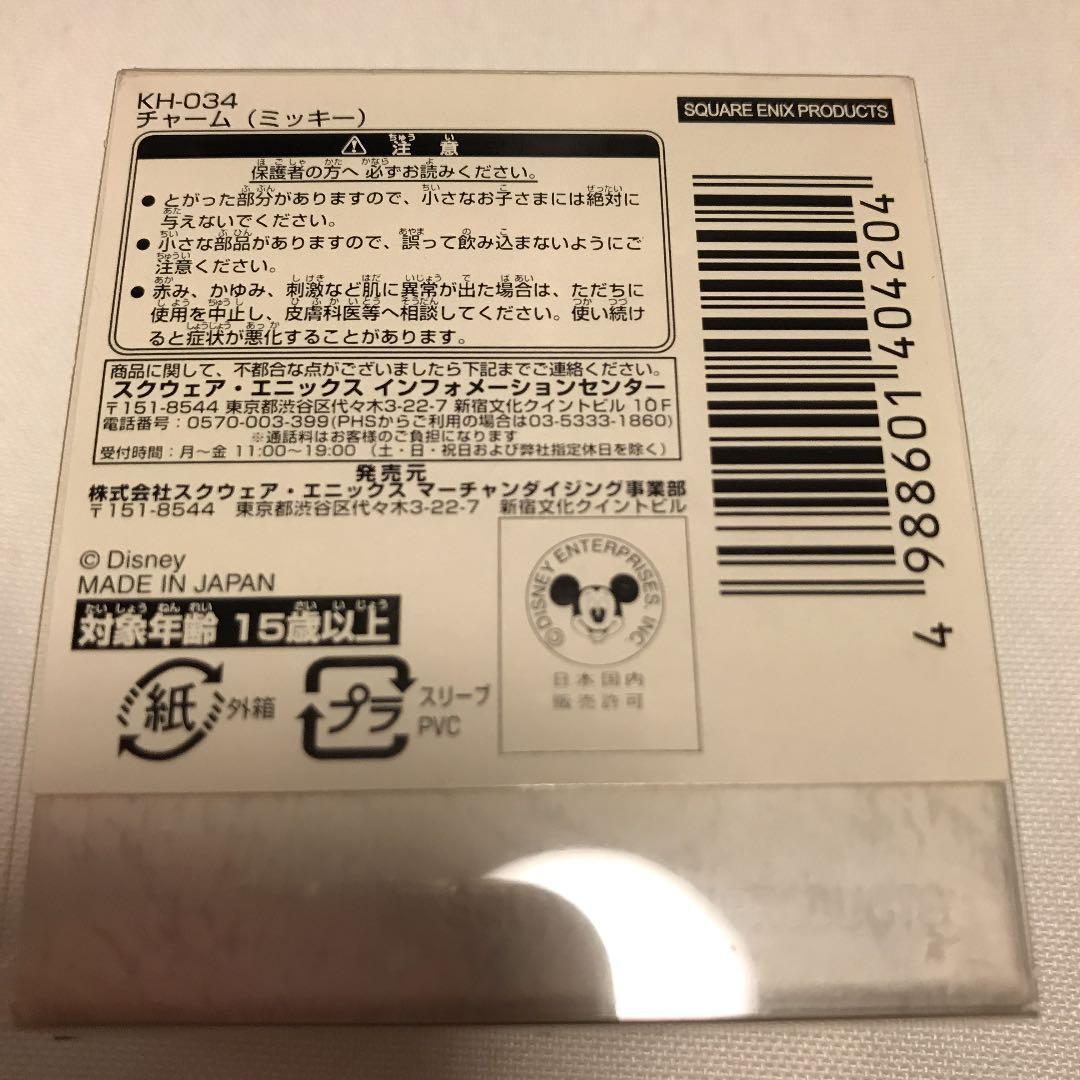 KH-034
チャーム（ミッキー）
SQUARE ENIX PRODUCTS
⚠ 注意
保護者の方へ 必ずお読みください。
● とがった部分がありますので、小さなお子さまには絶対に
与えないでください。
● 小さな部品がありますので、誤って飲み込まないようにご
注意ください。
● 赤み、かゆみ、刺激など肌に異常が出た場合は、ただちに
使用を中止し、皮膚科医等へ相談してください。使い続け
ると症状が悪化することがあります。
商品に関して、不都合な点がございましたら下記までご連絡ください。
スクウェア・エニックス インフォメーションセンター
〒151-8544 東京都渋谷区代々木3-22-7 新宿文化クイントビル 10F
電話番号：0570-003-399(PHSからご利用の場合は03-5333-1860)
※通話料はお客様のご負担になります
受付時間：月～金 11:00～19:00 （土・日・祝日および弊社指定休日を除く）
発売元
株式会社スクウェア・エニックス マーチャンダイジング事業部
〒151-8544 東京都渋谷区代々木3-22-7 新宿文化クイントビル
© Disney
MADE IN JAPAN
対象年齢 15歳以上
紙 外箱
プラ スリーブ
PVC
©DISNEY ENTERPRISES INC
日本国内
販売許可
4988601404204